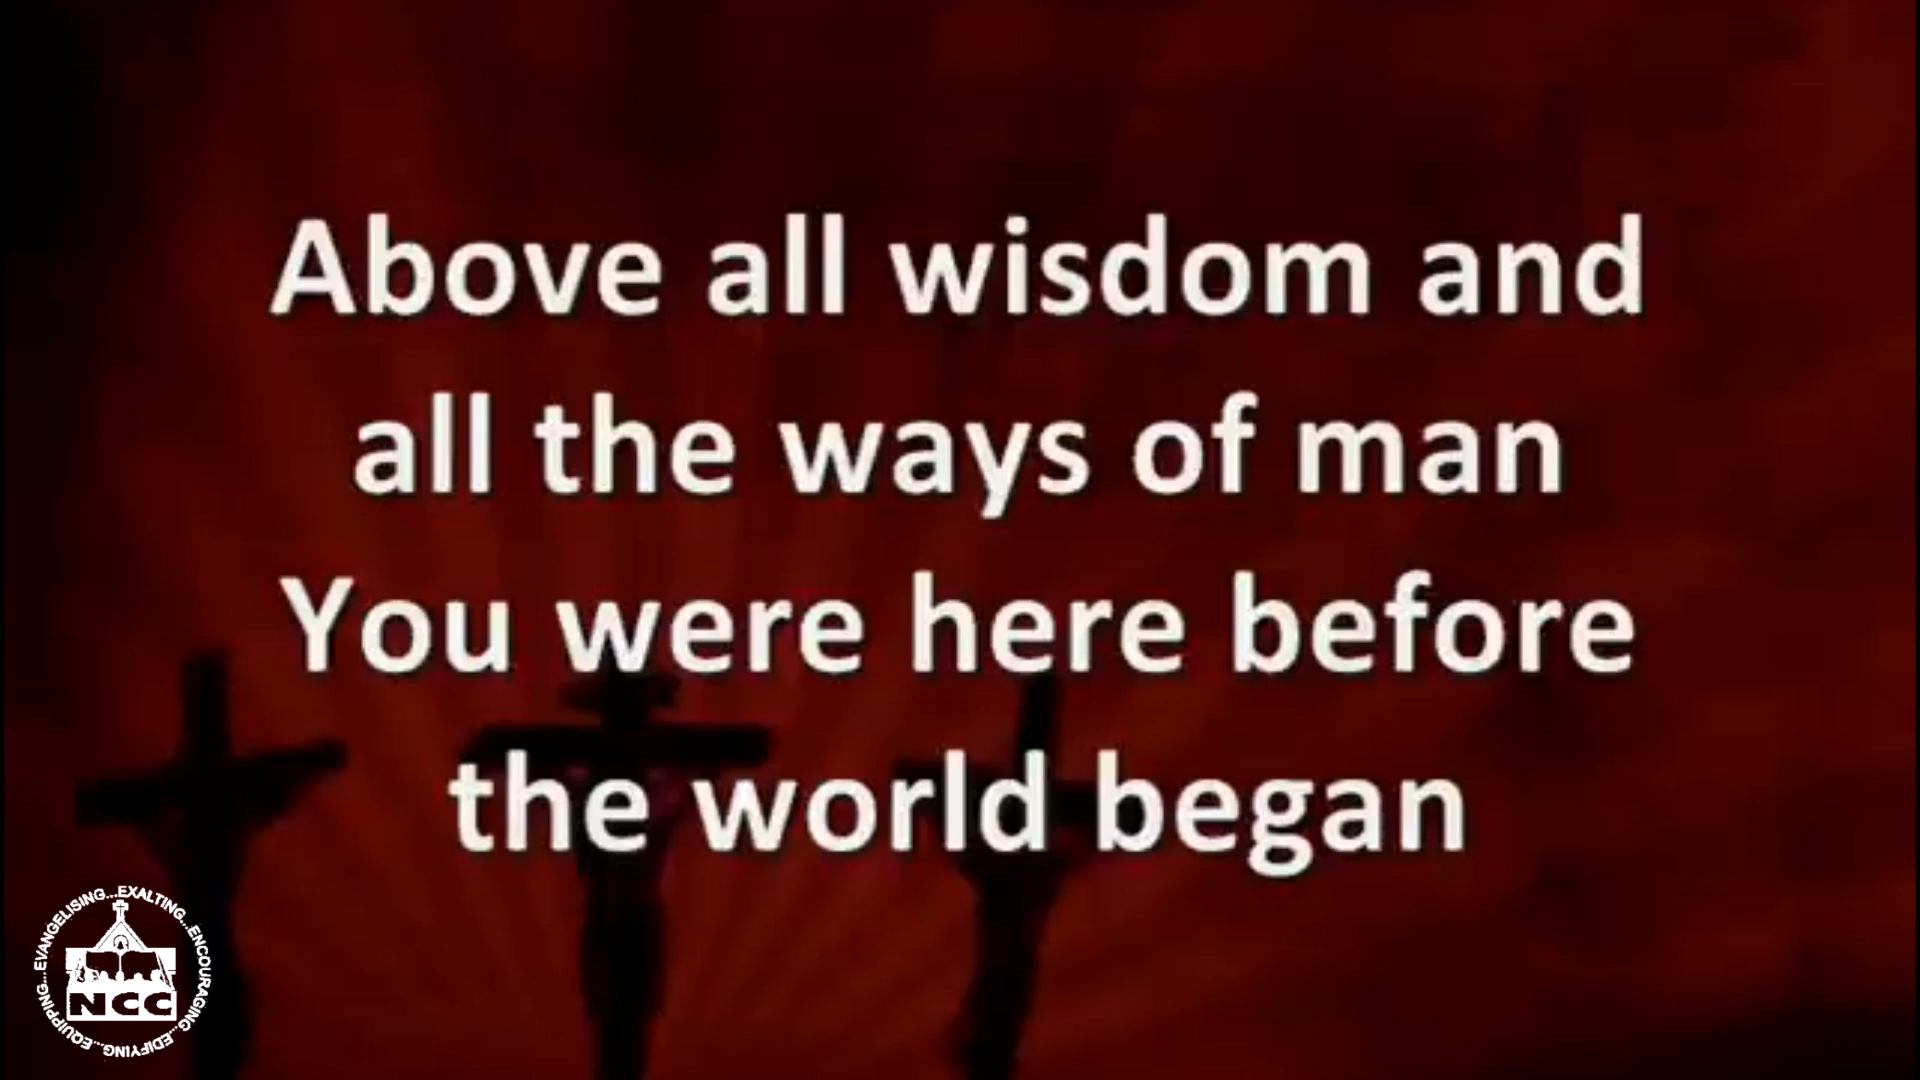 Above all wisdom and
all the ways of man
You were here before
the world began
EVANGELISING...EXALTING...ENCOURAGING...EDIFYING...EQUIPPING...
NCC